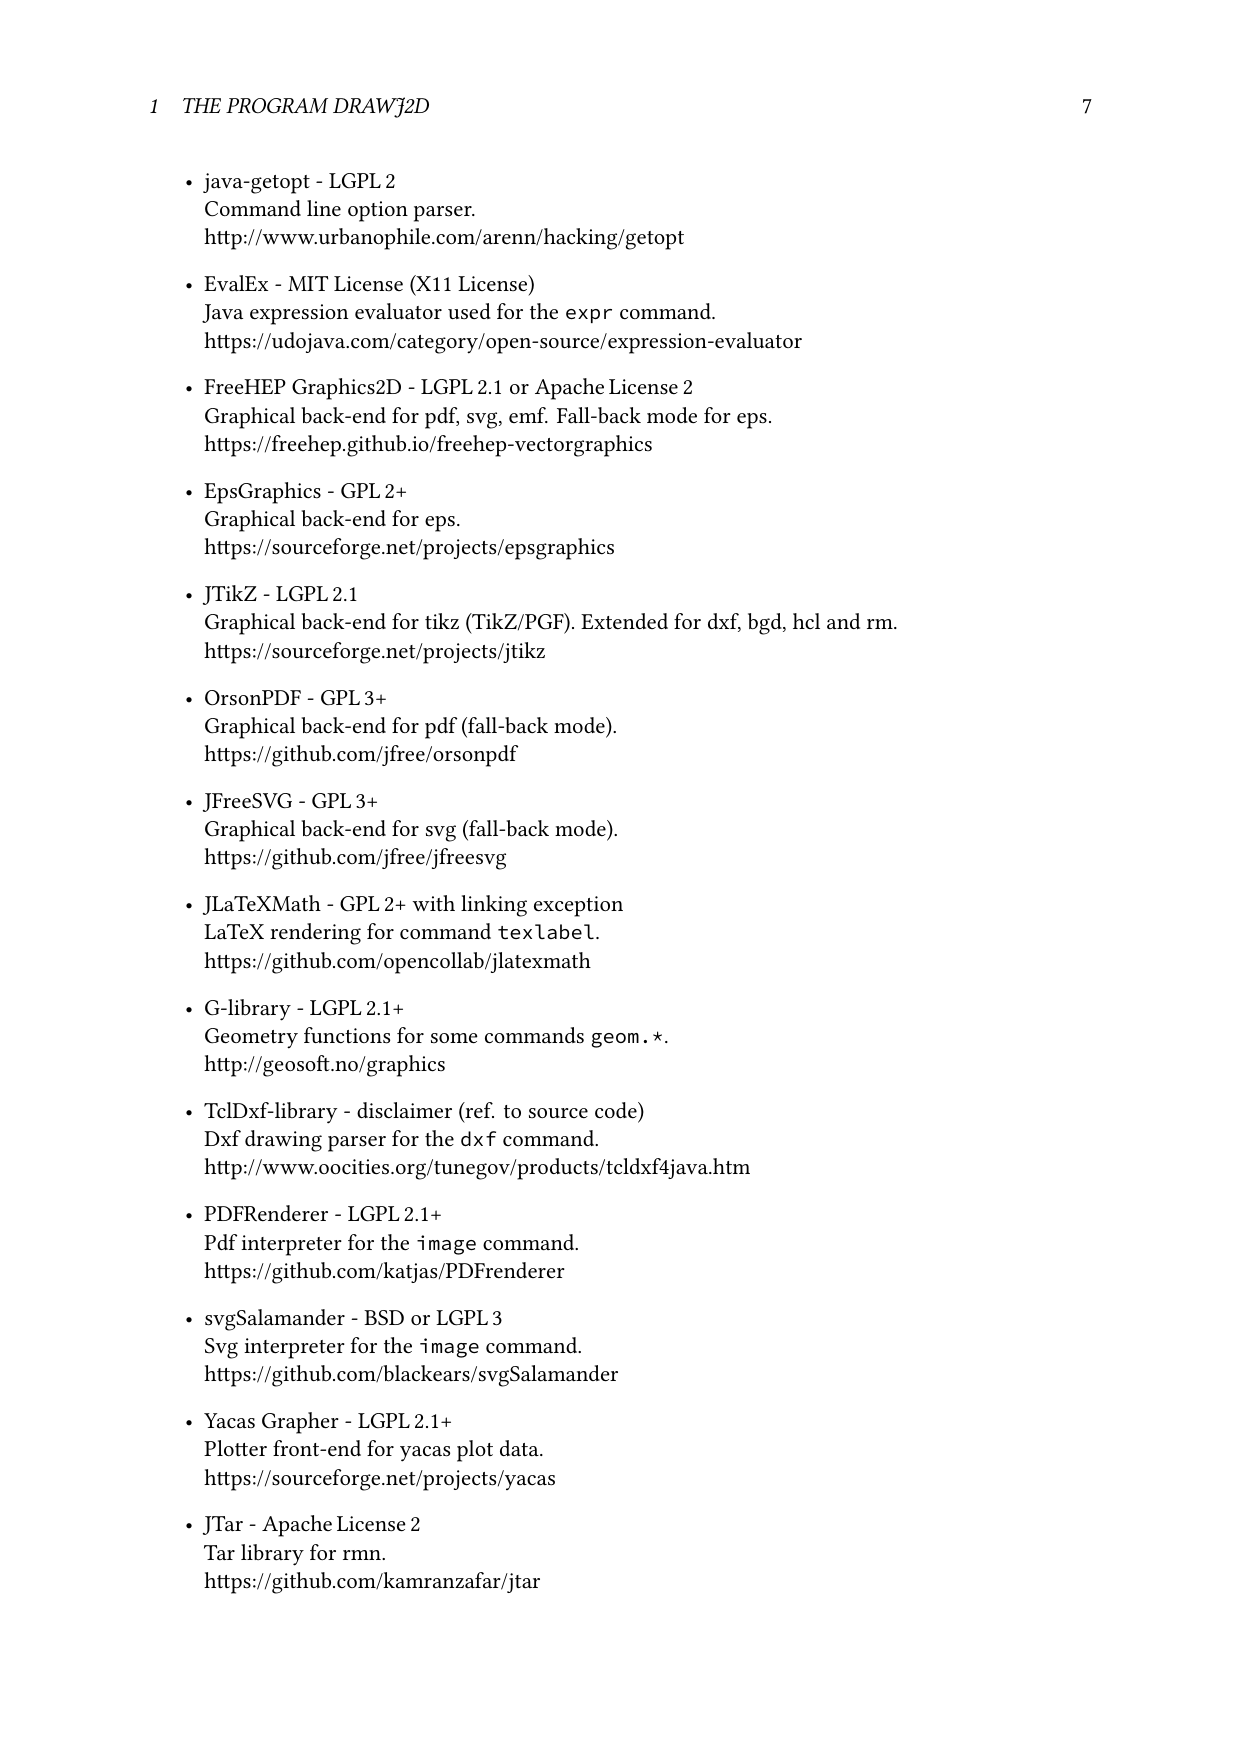 1 THE PROGRAM DRAWJ2D 7
• java-getopt - LGPL 2
Command line option parser.
http://www.urbanophile.com/arenn/hacking/getopt
• EvalEx - MIT License (X11 License)
Java expression evaluator used for the expr command.
https://udojava.com/category/open-source/expression-evaluator
• FreeHEP Graphics2D - LGPL 2.1 or Apache License 2
Graphical back-end for pdf, svg, emf. Fall-back mode for eps.
https://freehep.github.io/freehep-vectorgraphics
• EpsGraphics - GPL 2+
Graphical back-end for eps.
https://sourceforge.net/projects/epsgraphics
• JTikZ - LGPL 2.1
Graphical back-end for tikz (TikZ/PGF). Extended for dxf, bgd, hcl and rm.
https://sourceforge.net/projects/jtikz
• OrsonPDF - GPL 3+
Graphical back-end for pdf (fall-back mode).
https://github.com/jfree/orsonpdf
• JFreeSVG - GPL 3+
Graphical back-end for svg (fall-back mode).
https://github.com/jfree/jfreesvg
• JLaTeXMath - GPL 2+ with linking exception
LaTeX rendering for command texlabel.
https://github.com/opencollab/jlatexmath
• G-library - LGPL 2.1+
Geometry functions for some commands geom.*.
http://geosoft.no/graphics
• TclDxf-library - disclaimer (ref. to source code)
Dxf drawing parser for the dxf command.
http://www.oocities.org/tunegov/products/tcldxf4java.htm
• PDFRenderer - LGPL 2.1+
Pdf interpreter for the image command.
https://github.com/katjas/PDFrenderer
• svgSalamander - BSD or LGPL 3
Svg interpreter for the image command.
https://github.com/blackears/svgSalamander
• Yacas Grapher - LGPL 2.1+
Plotter front-end for yacas plot data.
https://sourceforge.net/projects/yacas
• JTar - Apache License 2
Tar library for rmn.
https://github.com/kamranzafar/jtar